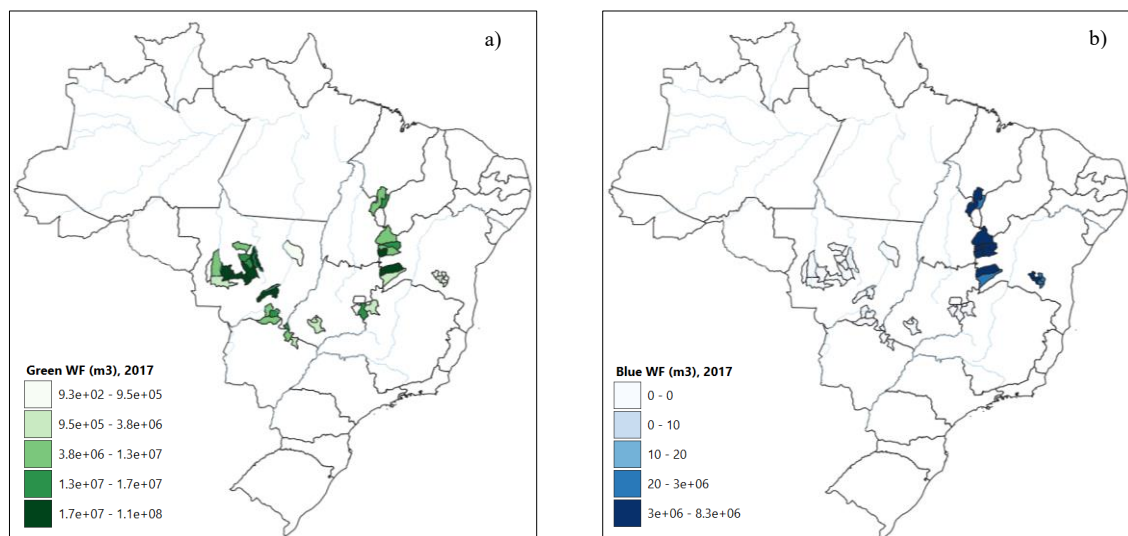 a)
Green WF (m3), 2017
9.3e+02 - 9.5e+05
9.5e+05 - 3.8e+06
3.8e+06 - 1.3e+07
1.3e+07 - 1.7e+07
1.7e+07 - 1.1e+08
b)
Blue WF (m3), 2017
0 - 0
0 - 10
10 - 20
20 - 3e+06
3e+06 - 8.3e+06